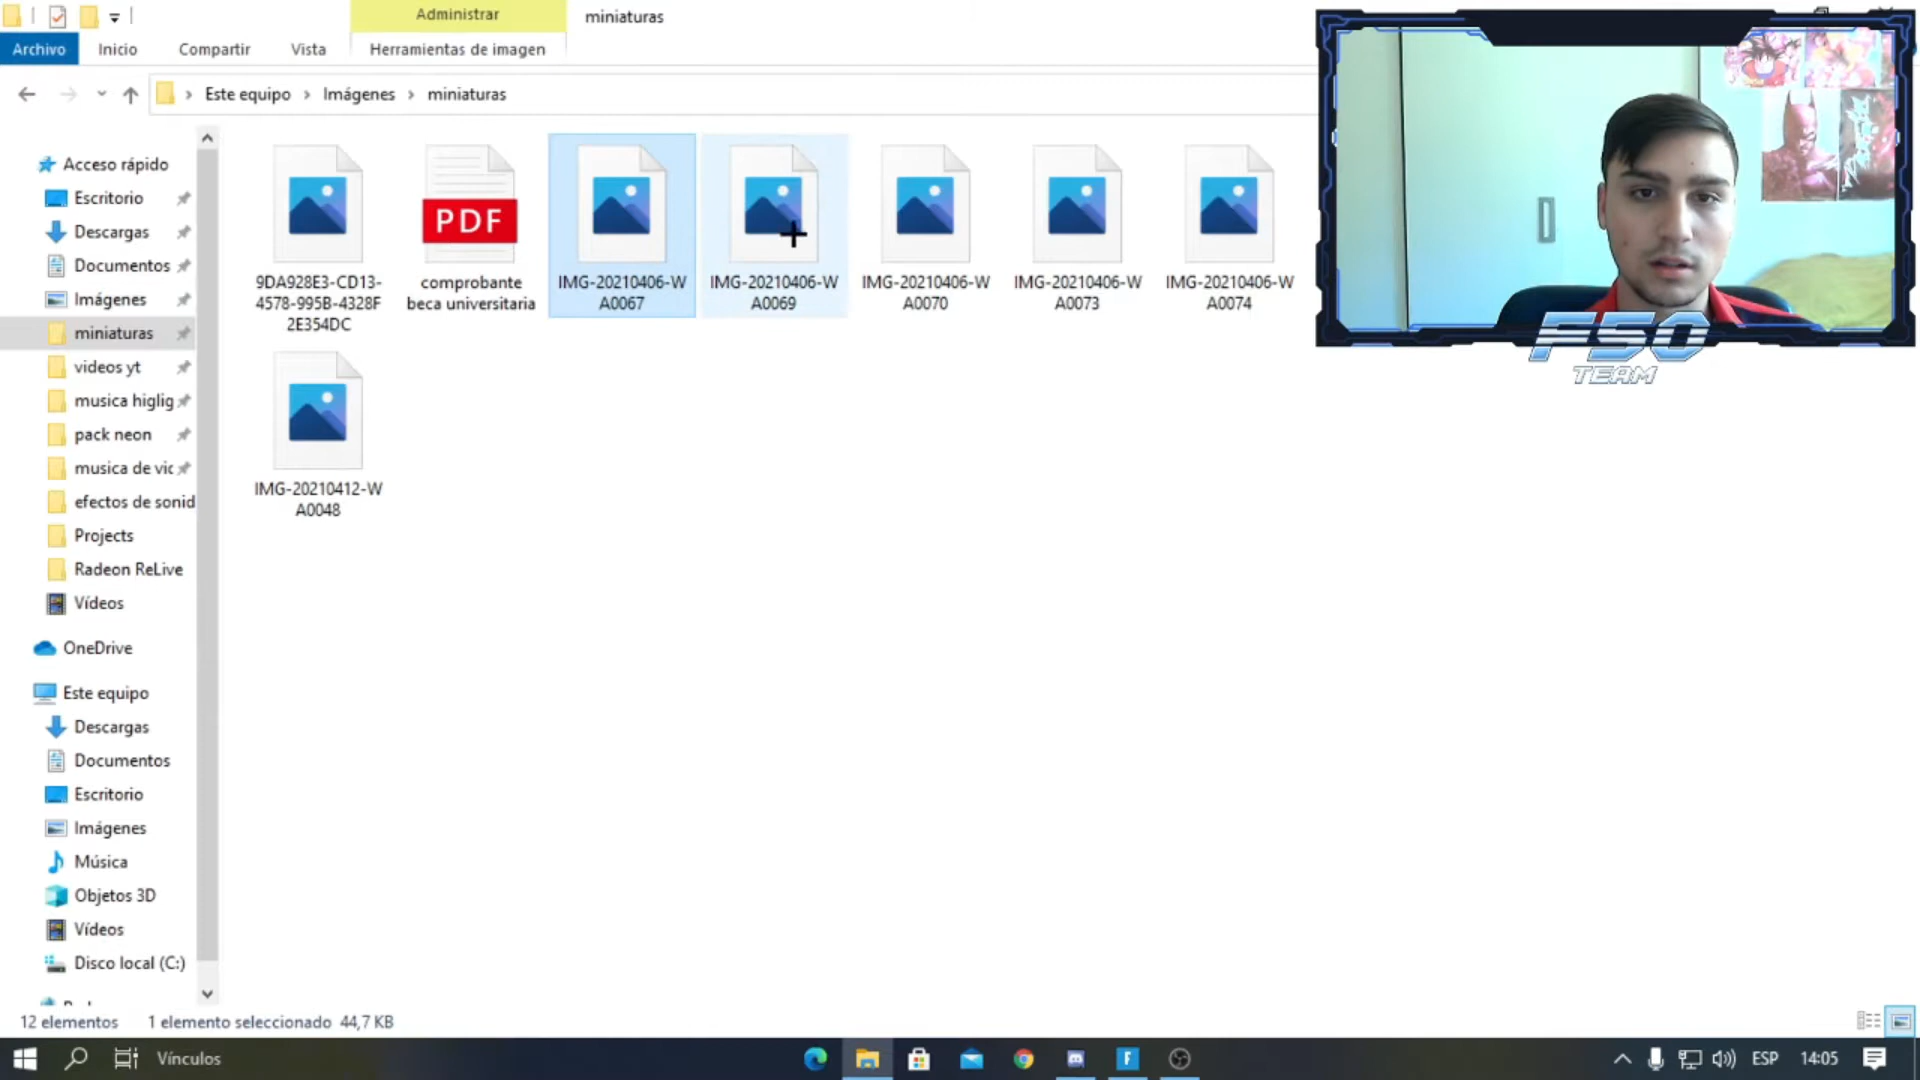 Administrar
miniaturas
Archivo
Inicio
Compartir
Vista
Herramientas de imagen
Este equipo
Imágenes
miniaturas
Acceso rápido
Escritorio
Descargas
Documentos
Imágenes
miniaturas
videos yt
musica higlig
pack neon
musica de vic
efectos de sonid
Projects
Radeon ReLive
Vídeos
OneDrive
Este equipo
Descargas
Documentos
Escritorio
Imágenes
Música
Objetos 3D
Vídeos
Disco local (C:)
9DA928E3-CD13-
4578-995B-4328F
2E354DC
PDF
comprobante
beca universitaria
IMG-20210406-W
A0067
IMG-20210406-W
A0069
IMG-20210406-W
A0070
IMG-20210406-W
A0073
IMG-20210406-W
A0074
IMG-20210412-W
A0048
F50
TEAM
12 elementos
1 elemento seleccionado 44,7 KB
Vínculos
F
ESP
14:05